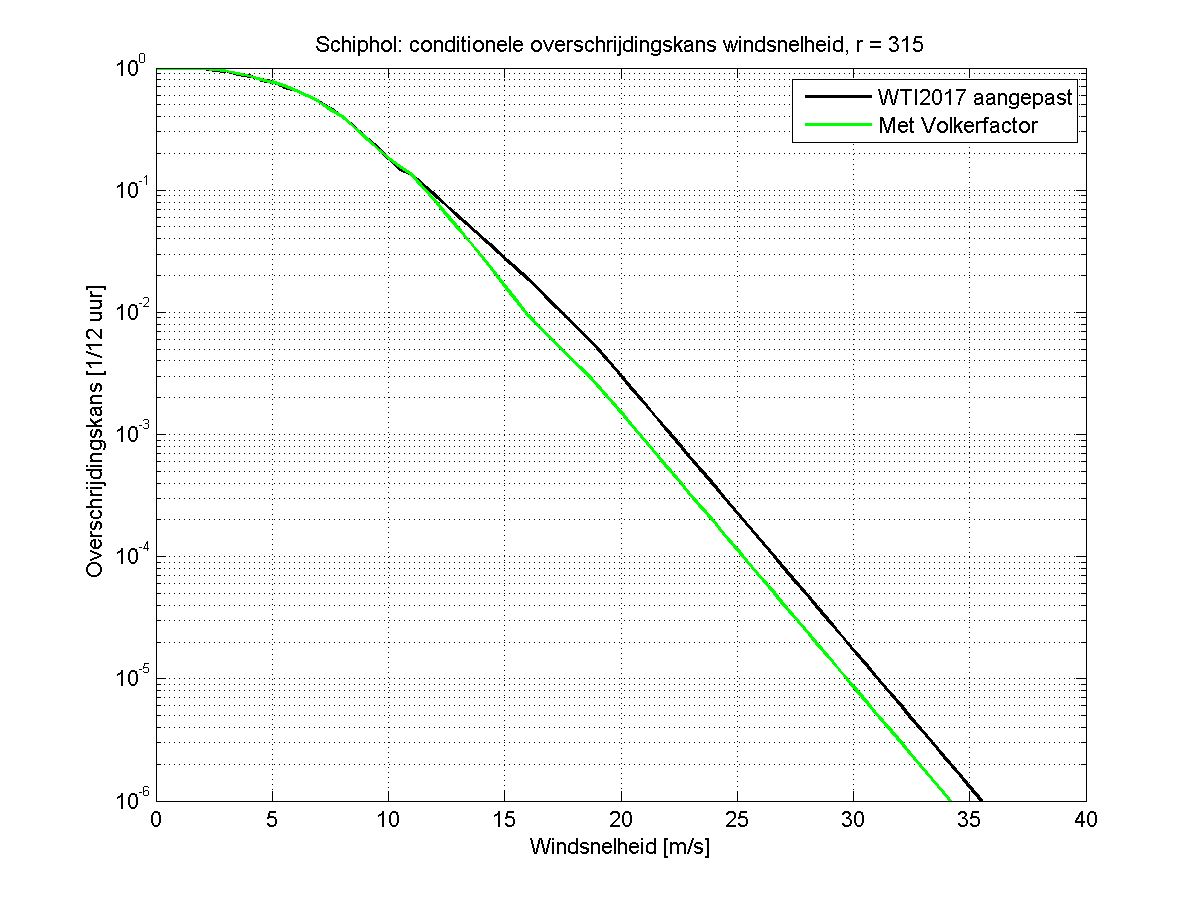 Schiphol: conditionele overschrijdingskans windsnelheid, r = 315
WTI2017 aangepast
Met Volkerfactor
Overschrijdingskans [1/12 uur]
10^0
10^-1
10^-2
10^-3
10^-4
10^-5
10^-6
0 5 10 15 20 25 30 35 40
Windsnelheid [m/s]